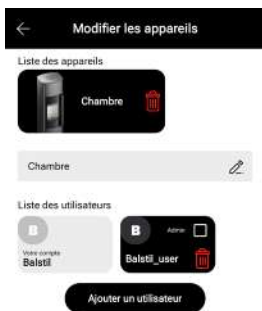 Modifier les appareils
Liste des appareils
Chambre
Chambre
Liste des utilisateurs
B
Votre compte
Balstil
B
Admin
Balstil_user
Ajouter un utilisateur